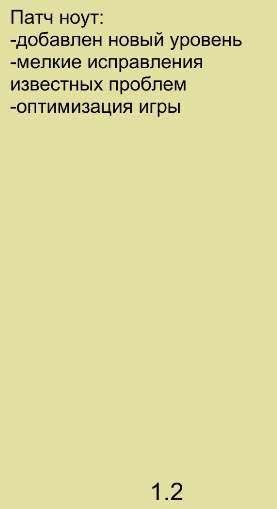 Патч ноут:
-добавлен новый уровень
-мелкие исправления
известных проблем
-оптимизация игры
1.2